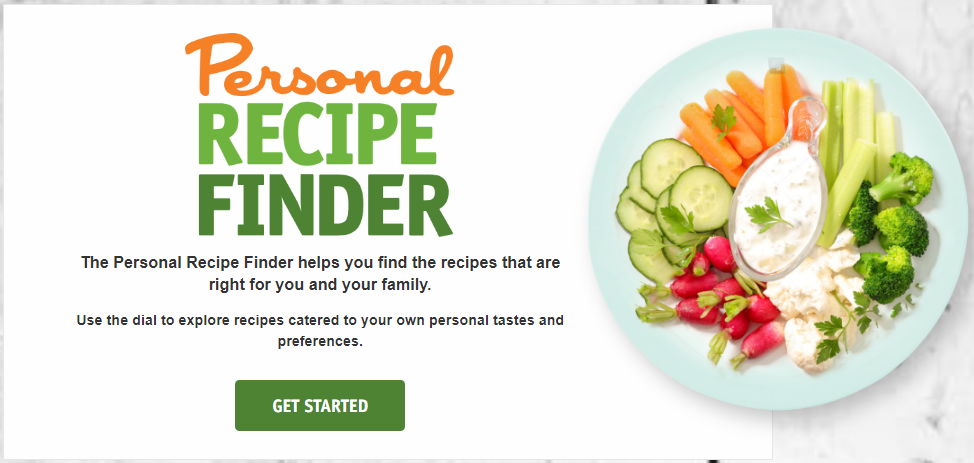 Personal
RECIPE
FINDER
The Personal Recipe Finder helps you find the recipes that are
right for you and your family.
Use the dial to explore recipes catered to your own personal tastes and
preferences.
GET STARTED